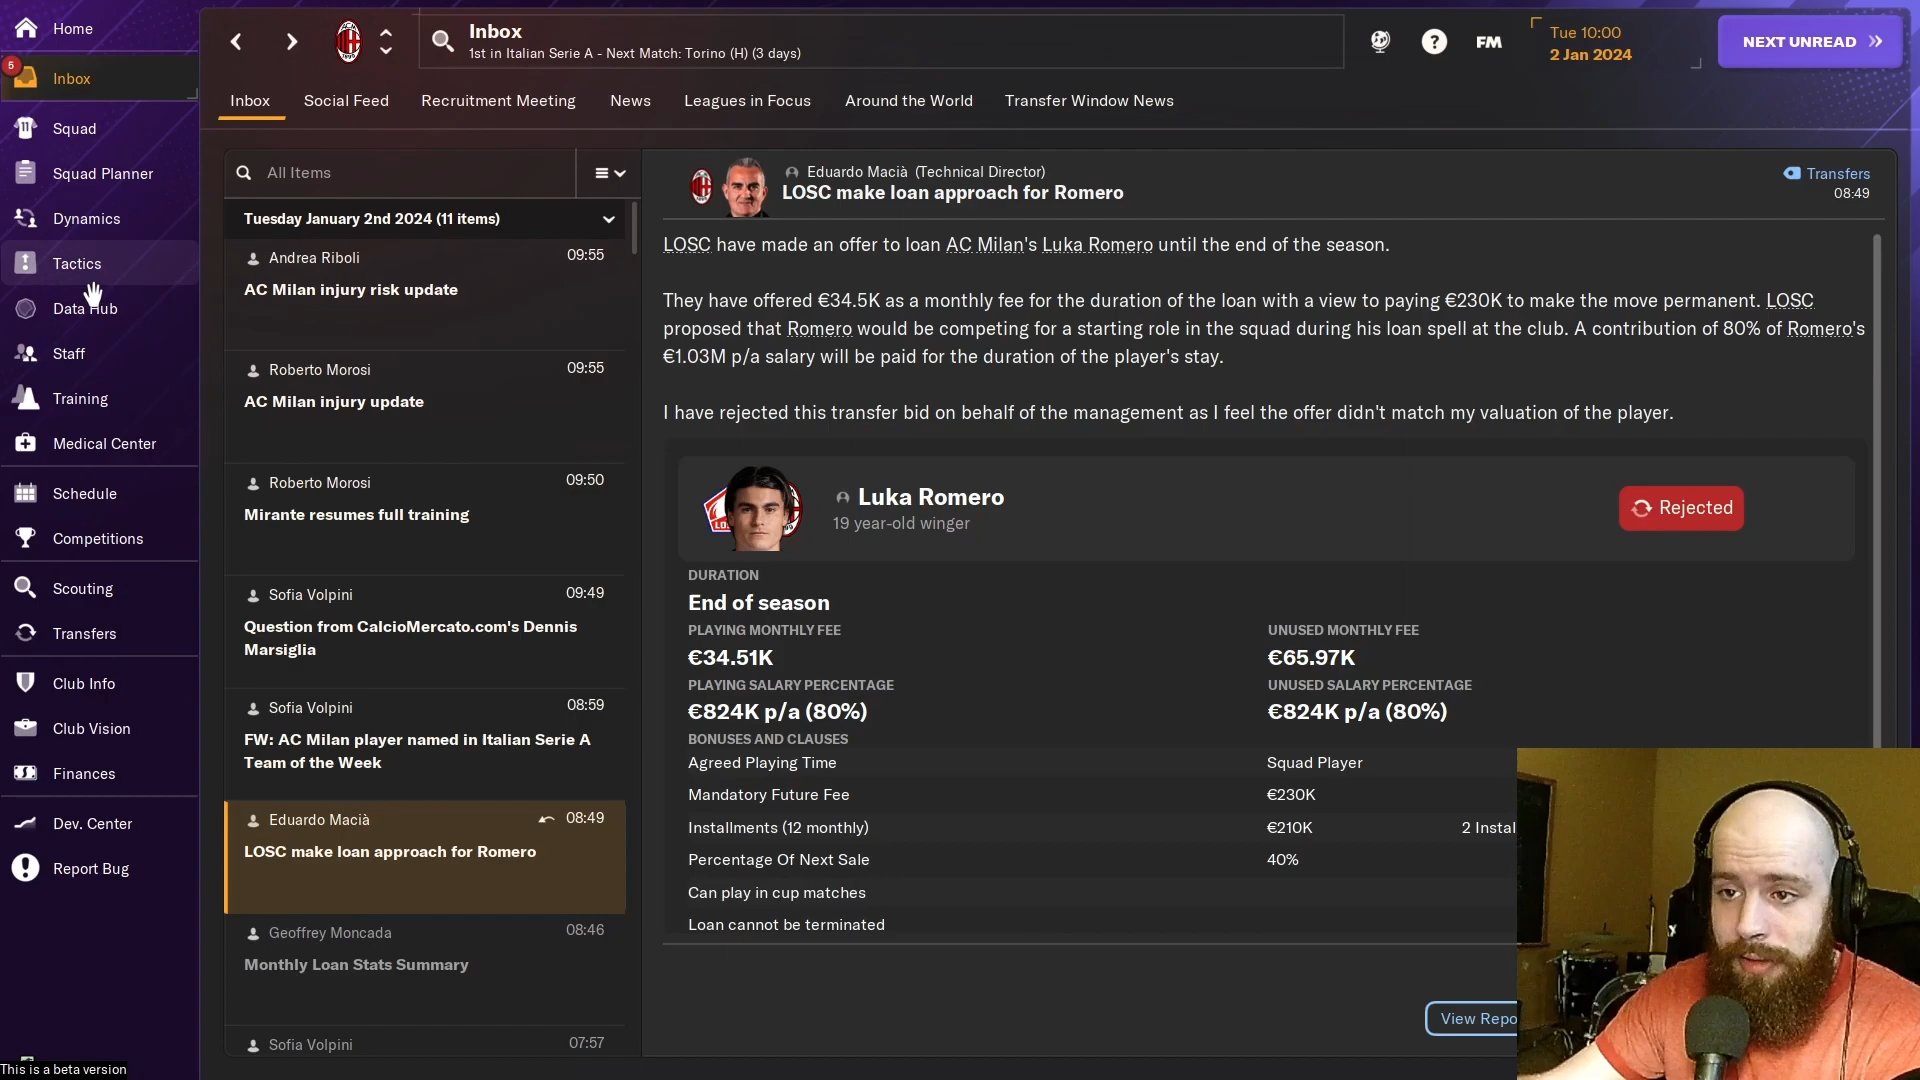 Home
5
Inbox
Squad
Squad Planner
Dynamics
Tactics
Data Hub
Staff
Training
Medical Center
Schedule
Competitions
Scouting
Transfers
Club Info
Club Vision
Finances
Dev. Center
Report Bug
This is a beta version
Inbox
1st in Italian Serie A - Next Match: Torino (H) (3 days)
?
FM
Tue 10:00
2 Jan 2024
NEXT UNREAD
Inbox
Social Feed
Recruitment Meeting
News
Leagues in Focus
Around the World
Transfer Window News
All Items
Tuesday January 2nd 2024 (11 items)
Andrea Riboli 09:55
AC Milan injury risk update
Roberto Morosi 09:55
AC Milan injury update
Roberto Morosi 09:50
Mirante resumes full training
Sofia Volpini 09:49
Question from CalcioMercato.com's Dennis
Marsiglia
Sofia Volpini 08:59
FW: AC Milan player named in Italian Serie A
Team of the Week
Eduardo Macià 08:49
LOSC make loan approach for Romero
Geoffrey Moncada 08:46
Monthly Loan Stats Summary
Sofia Volpini 07:57
Eduardo Macià (Technical Director)
LOSC make loan approach for Romero
Transfers
08:49
LOSC have made an offer to loan AC Milan's Luka Romero until the end of the season.
They have offered €34.5K as a monthly fee for the duration of the loan with a view to paying €230K to make the move permanent. LOSC
proposed that Romero would be competing for a starting role in the squad during his loan spell at the club. A contribution of 80% of Romero's
€1.03M p/a salary will be paid for the duration of the player's stay.
I have rejected this transfer bid on behalf of the management as I feel the offer didn't match my valuation of the player.
Luka Romero
19 year-old winger
Rejected
DURATION
End of season
PLAYING MONTHLY FEE UNUSED MONTHLY FEE
€34.51K €65.97K
PLAYING SALARY PERCENTAGE UNUSED SALARY PERCENTAGE
€824K p/a (80%) €824K p/a (80%)
BONUSES AND CLAUSES
Agreed Playing Time Squad Player
Mandatory Future Fee €230K
Installments (12 monthly) €210K 2 Instal
Percentage Of Next Sale 40%
Can play in cup matches
Loan cannot be terminated
View Repo